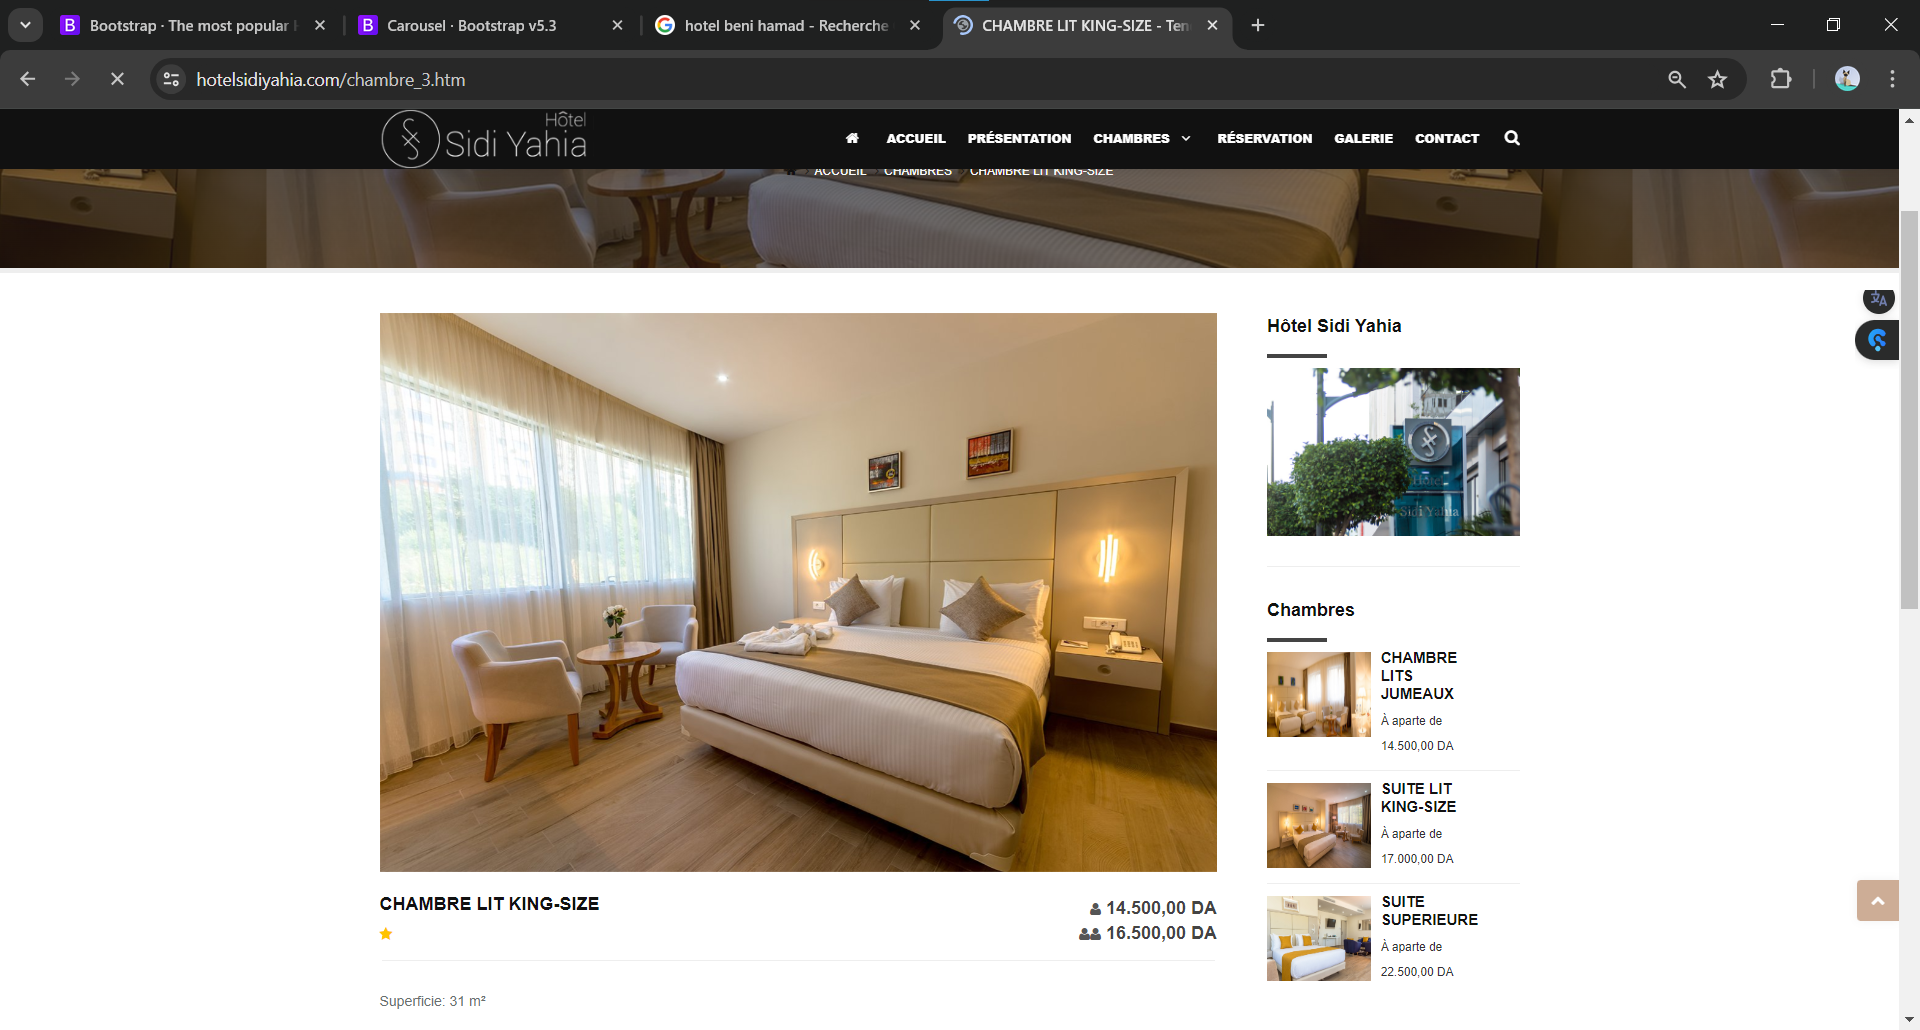 Bootstrap · The most popular H
Carousel · Bootstrap v5.3
hotel beni hamad - Recherche
CHAMBRE LIT KING-SIZE - Ten
hotelsidiyahia.com/chambre_3.htm
Hôtel
Sidi Yahia
ACCUEIL PRÉSENTATION CHAMBRES RÉSERVATION GALERIE CONTACT
ACCUEIL CHAMBRES CHAMBRE LIT KING-SIZE
Hôtel Sidi Yahia
Hotel
Sidi Yahia
Chambres
CHAMBRE
LITS
JUMEAUX
À aparte de
14.500,00 DA
SUITE LIT
KING-SIZE
À aparte de
17.000,00 DA
SUITE
SUPERIEURE
À aparte de
22.500,00 DA
CHAMBRE LIT KING-SIZE
14.500,00 DA
16.500,00 DA
Superficie: 31 m²